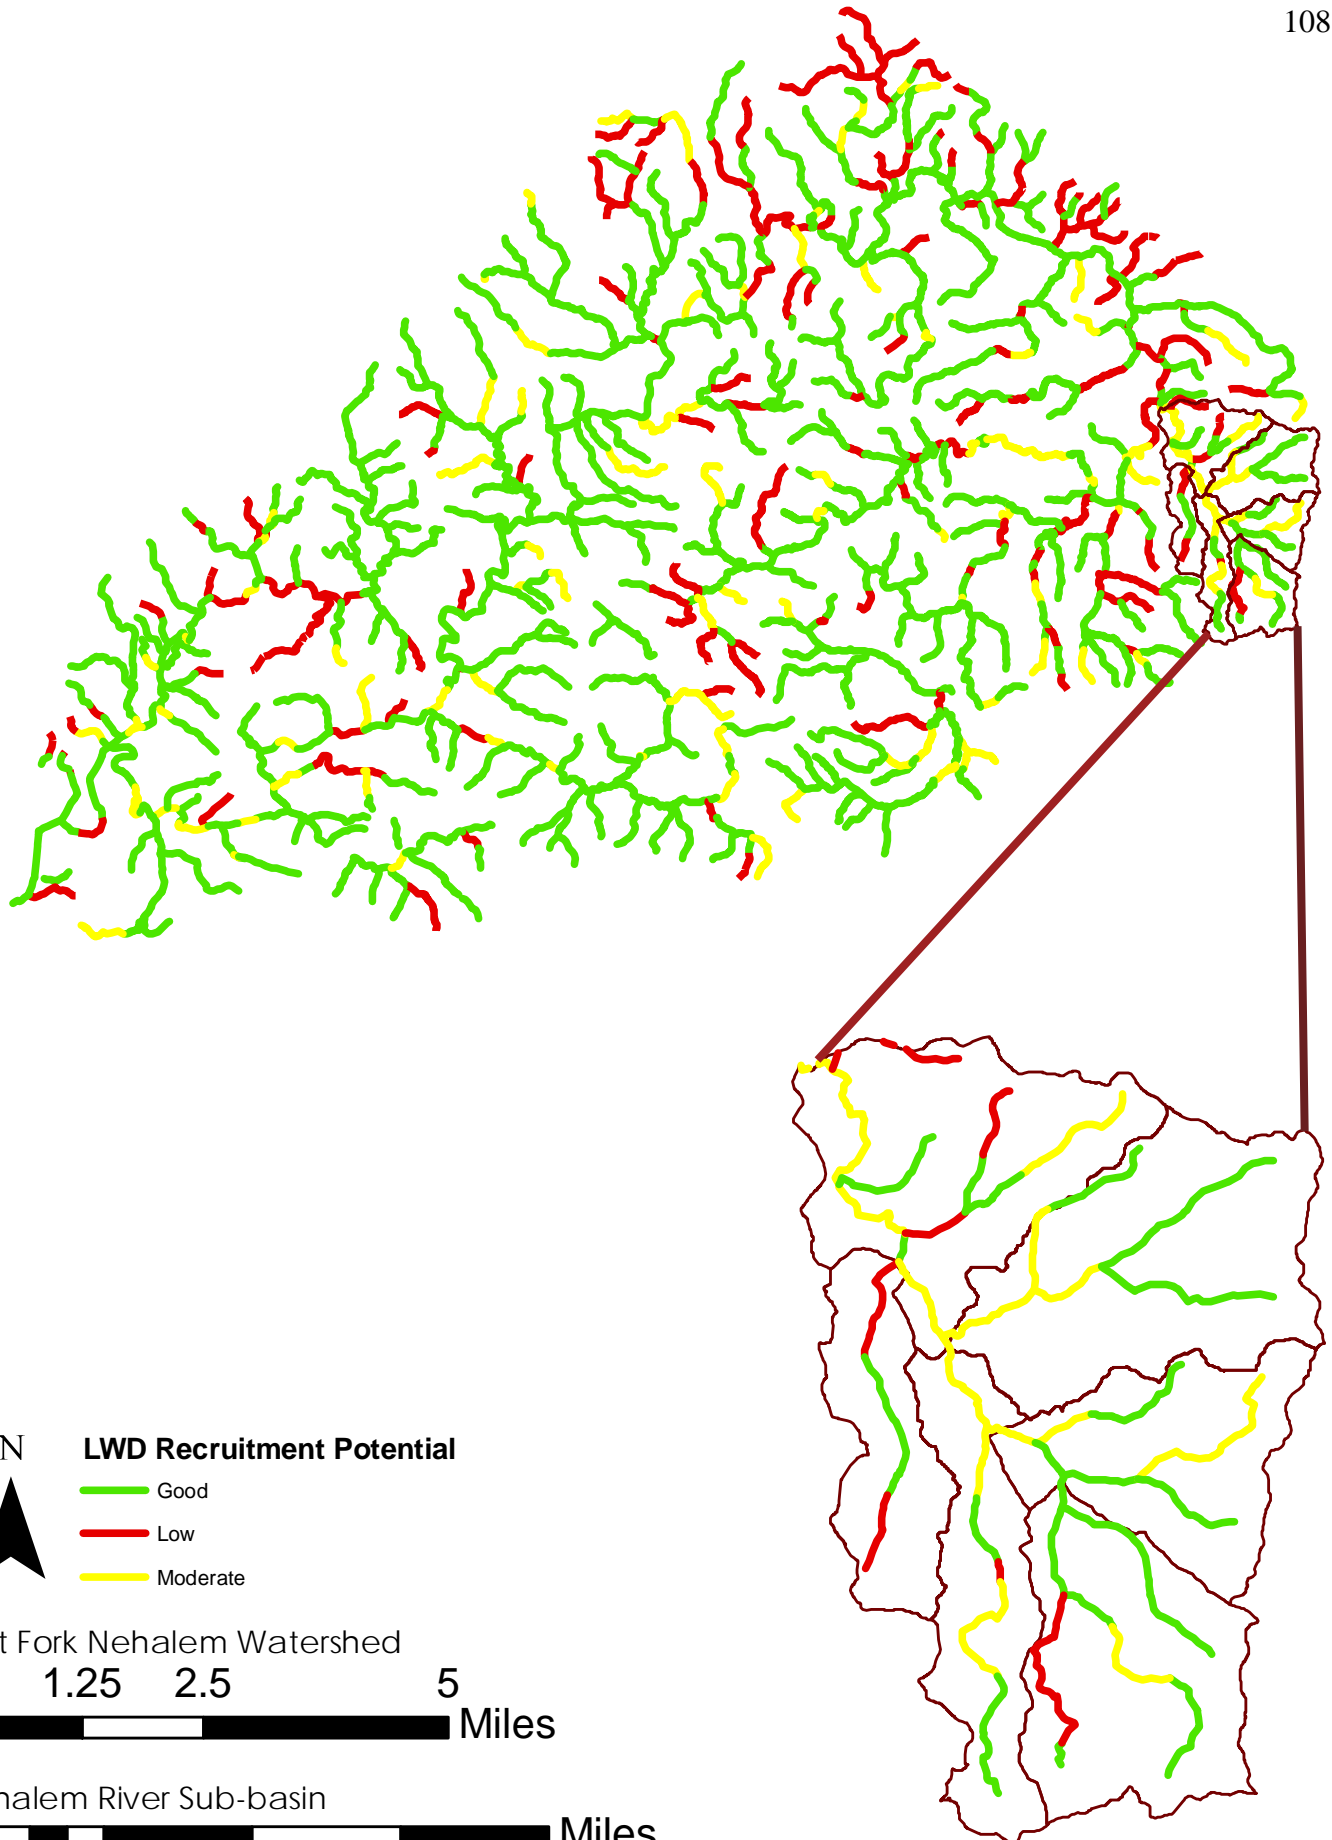 108
N
LWD Recruitment Potential
Good
Low
Moderate
t Fork Nehalem Watershed
1.25 2.5 5
Miles
halem River Sub-basin
Miles